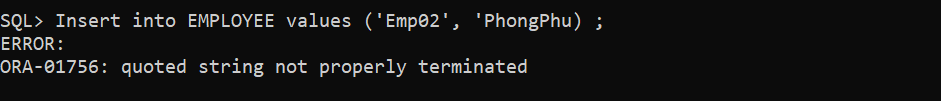 SQL> Insert into EMPLOYEE values ('Emp02', 'PhongPhu) ;
ERROR:
ORA-01756: quoted string not properly terminated